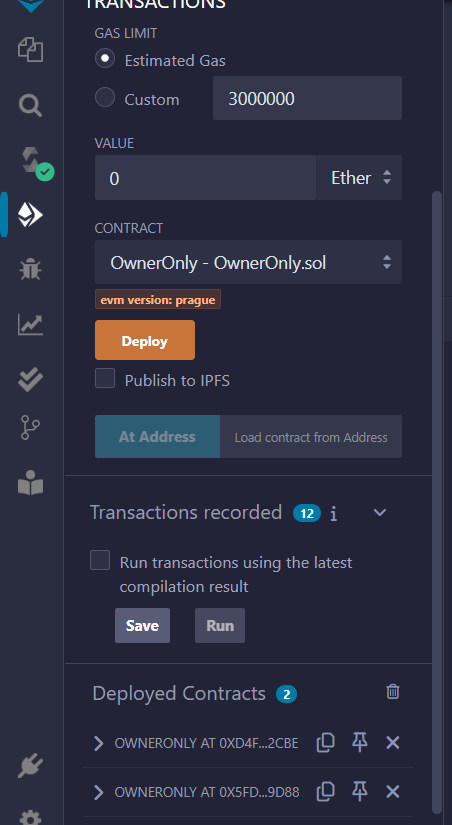 TRANSACTIONS
GAS LIMIT
Estimated Gas
Custom
3000000
VALUE
0
Ether
CONTRACT
OwnerOnly - OwnerOnly.sol
evm version: prague
Deploy
Publish to IPFS
At Address
Load contract from Address
Transactions recorded 12 i
Run transactions using the latest
compilation result
Save
Run
Deployed Contracts 2
OWNERONLY AT 0XD4F...2CBE
OWNERONLY AT 0X5FD...9D88